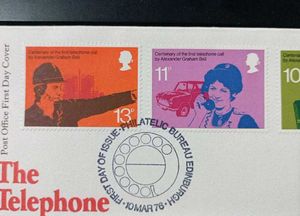 Post Office First Day Cover
Centenary of the first telephone call
by Alexander Graham Bell
13P
Centenary of the first telephone call
by Alexander Graham Bell
11P
10
The
Telephone
FIRST DAY OF ISSUE · PHILATELIC BUREAU EDINBURGH
10 MAR 76